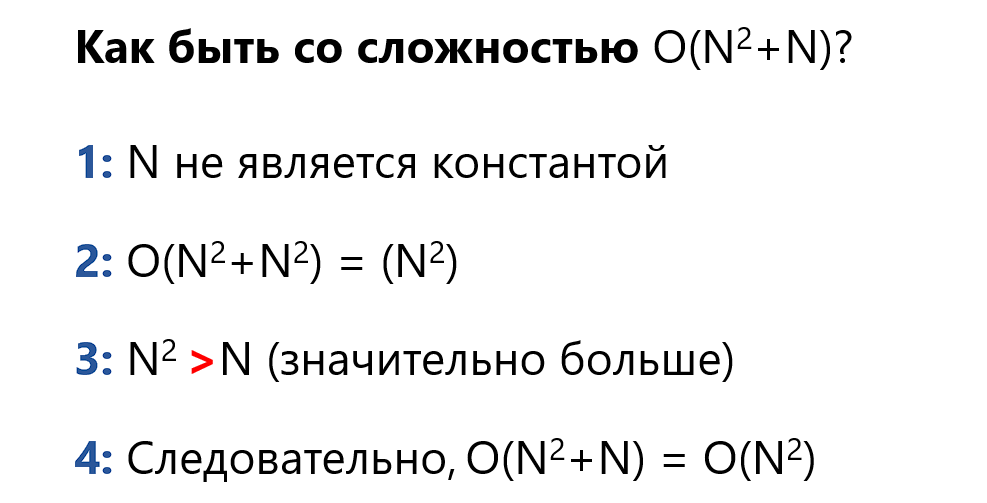 Как быть со сложностью O(N²+N)?
1: N не является константой
2: O(N²+N²) = (N²)
3: N² > N (значительно больше)
4: Следовательно, O(N²+N) = O(N²)